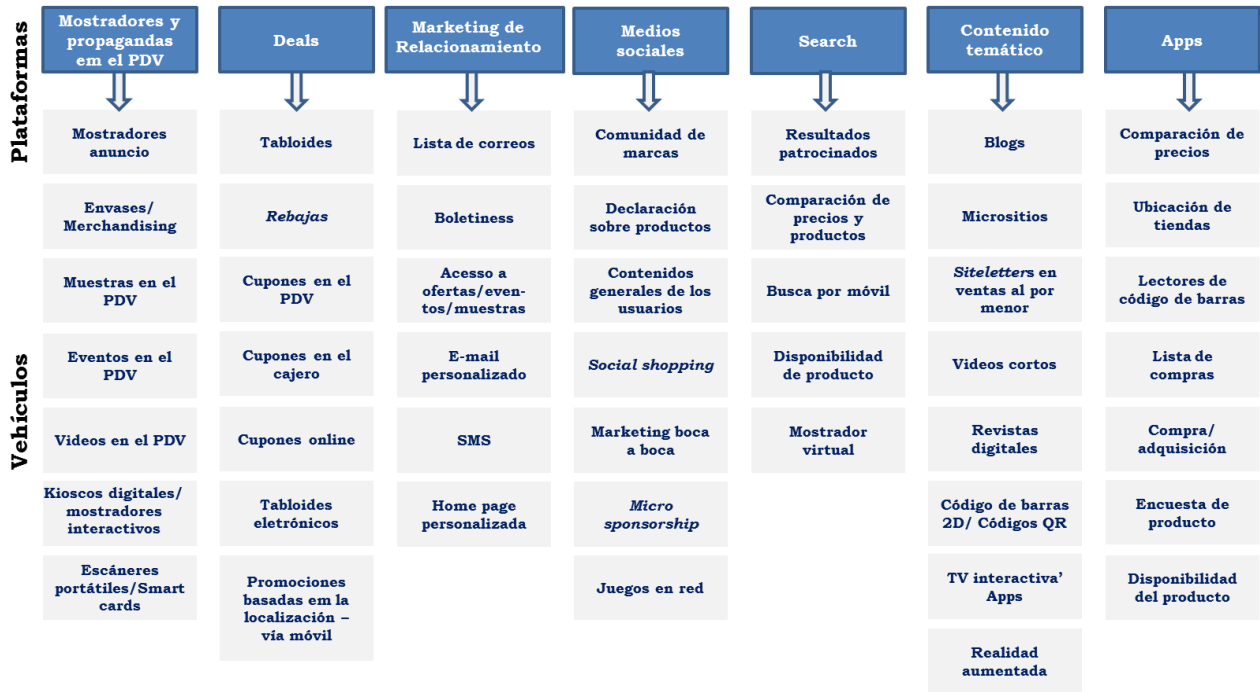 Plataformas
Vehículos
Mostradores y
propagandas
em el PDV
Mostradores
anuncio
Envases/
Merchandising
Muestras en el
PDV
Eventos en el
PDV
Videos en el PDV
Kioscos digitales/
mostradores
interactivos
Escáneres
portátiles/Smart
cards
Deals
Tabloides
Rebajas
Cupones en el
PDV
Cupones en el
cajero
Cupones online
Tabloides
eletrónicos
Promociones
basadas em la
localización –
vía móvil
Marketing de
Relacionamiento
Lista de correos
Boletiness
Acesso a
ofertas/even-
tos/muestras
E-mail
personalizado
SMS
Home page
personalizada
Medios
sociales
Comunidad de
marcas
Declaración
sobre productos
Contenidos
generales de los
usuarios
Social shopping
Marketing boca
a boca
Micro
sponsorship
Juegos en red
Search
Resultados
patrocinados
Comparación de
precios y
productos
Busca por móvil
Disponibilidad
de producto
Mostrador
virtual
Contenido
temático
Blogs
Micrositios
Siteletters en
ventas al por
menor
Videos cortos
Revistas
digitales
Código de barras
2D/ Códigos QR
TV interactiva’
Apps
Realidad
aumentada
Apps
Comparación de
precios
Ubicación de
tiendas
Lectores de
código de barras
Lista de
compras
Compra/
adquisición
Encuesta de
producto
Disponibilidad
del producto